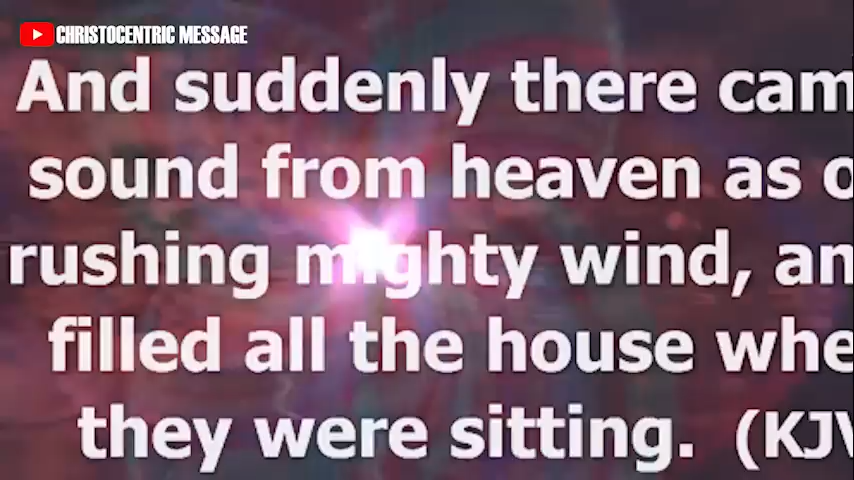 CHRISTOCENTRIC MESSAGE
And suddenly there cam
sound from heaven as o
rushing mighty wind, an
filled all the house whe
they were sitting. (KJV